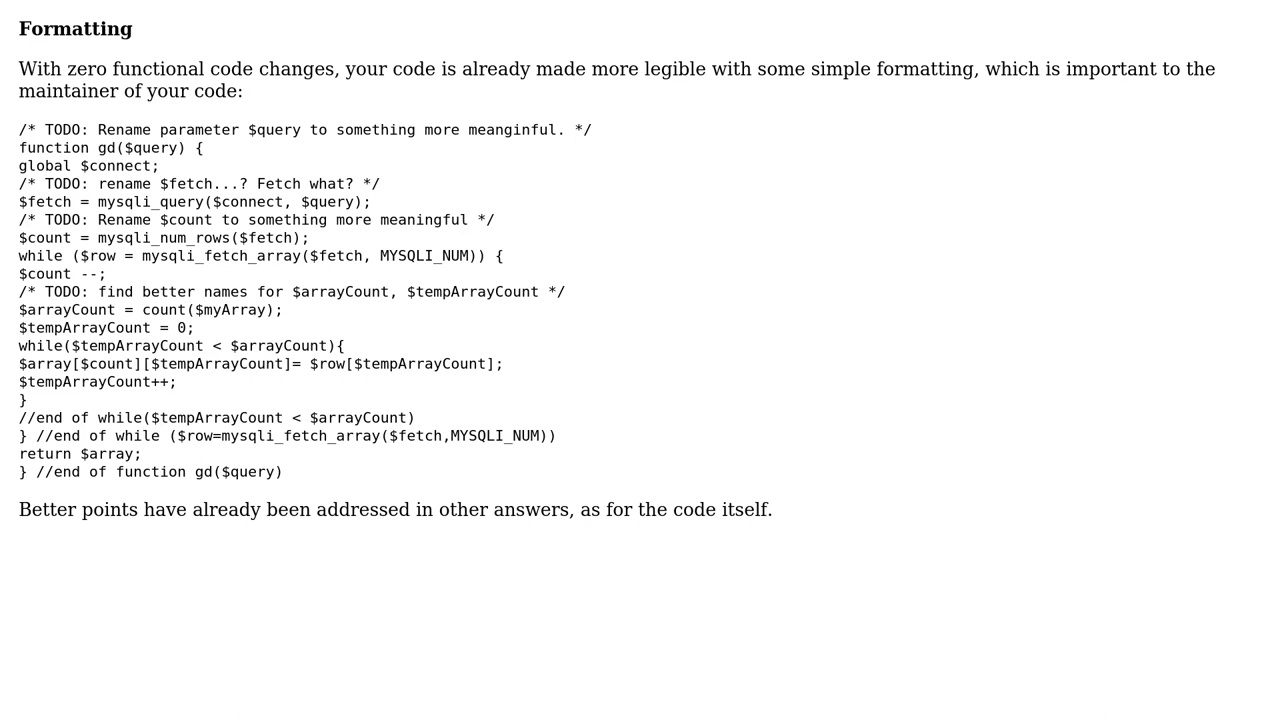 Formatting
With zero functional code changes, your code is already made more legible with some simple formatting, which is important to the
maintainer of your code:
/* TODO: Rename parameter $query to something more meanginful. */
function gd($query) {
global $connect;
/* TODO: rename $fetch...? Fetch what? */
$fetch = mysqli_query($connect, $query);
/* TODO: Rename $count to something more meaningful */
$count = mysqli_num_rows($fetch);
while ($row = mysqli_fetch_array($fetch, MYSQLI_NUM)) {
$count --;
/* TODO: find better names for $arrayCount, $tempArrayCount */
$arrayCount = count($myArray);
$tempArrayCount = 0;
while($tempArrayCount < $arrayCount){
$array[$count][$tempArrayCount]= $row[$tempArrayCount];
$tempArrayCount++;
}
//end of while($tempArrayCount < $arrayCount)
} //end of while ($row=mysqli_fetch_array($fetch,MYSQLI_NUM))
return $array;
} //end of function gd($query)
Better points have already been addressed in other answers, as for the code itself.